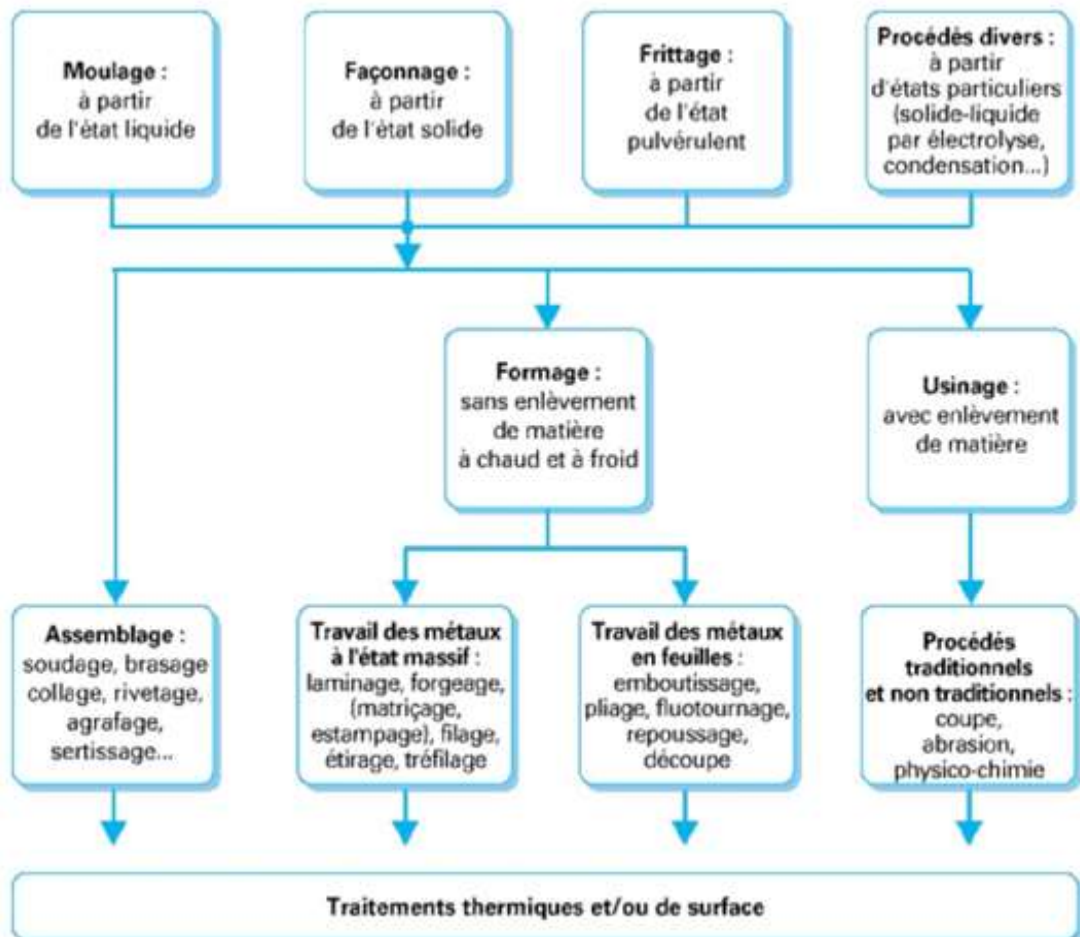 Moulage :
à partir
de l'état liquide
Façonnage :
à partir
de l'état solide
Frittage :
à partir
de l'état
pulvérulent
Procédés divers :
à partir
d'états particuliers
(solide-liquide
par électrolyse,
condensation...)
Formage :
sans enlèvement
de matière
à chaud et à froid
Usinage :
avec enlèvement
de matière
Assemblage :
soudage, brasage
collage, rivetage,
agrafage,
sertissage...
Travail des métaux
à l'état massif :
laminage, forgeage,
(matriçage,
estampage), filage,
étirage, tréfilage
Travail des métaux
en feuilles :
emboutissage,
pliage, fluotournage,
repoussage,
découpe
Procédés
traditionnels
et non traditionnels :
coupe,
abrasion,
physico-chimie
Traitements thermiques et/ou de surface